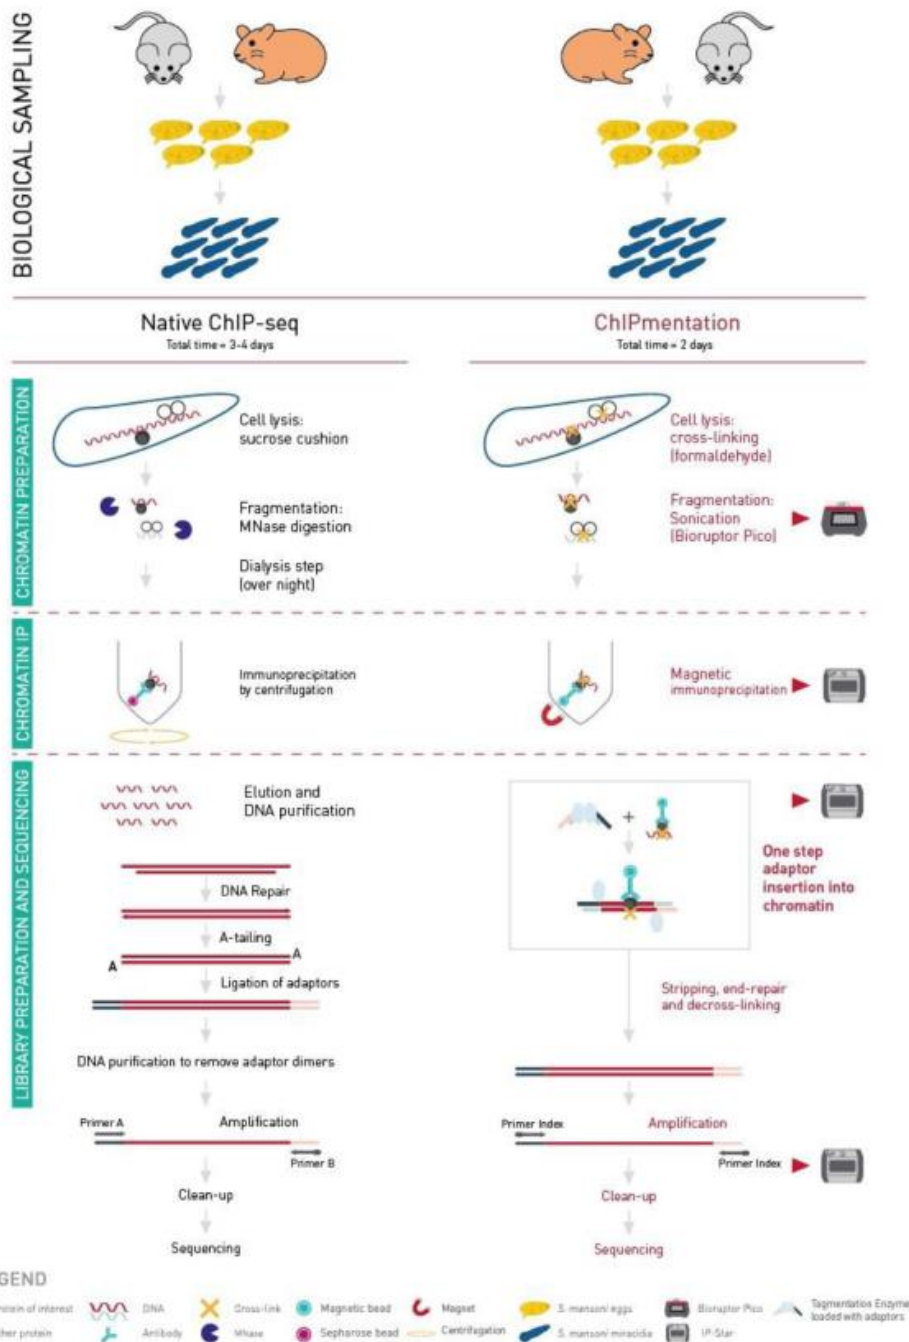 BIOLOGICAL SAMPLING
Native ChIP-seq
Total time = 3-4 days
ChIPmentation
Total time = 2 days
CHROMATIN PREPARATION
Cell lysis:
sucrose cushion
Cell lysis:
cross-linking
(formaldehyde)
Fragmentation:
MNase digestion
Fragmentation:
Sonication
(Bioruptor Pico)
Dialysis step
(over night)
CHROMATIN IP
Immunoprecipitation
by centrifugation
Magnetic
immunoprecipitation
LIBRARY PREPARATION AND SEQUENCING
Elution and
DNA purification
+
One step
adaptor
insertion into
chromatin
DNA Repair
A-tailing
A
A
Ligation of adaptors
Stripping, end-repair
and decross-linking
DNA purification to remove adaptor dimers
Primer A
Amplification
Primer B
Primer Index
Amplification
Primer Index
Clean-up
Clean-up
Sequencing
Sequencing
GEND
otein of interest
DNA
Cross-link
Magnetic bead
Magnet
S. mansoni eggs
Bioruptor Pico
Tagmentation Enzyme
loaded with adaptors
ther protein
Antibody
MNase
Sepharose bead
Centrifugation
S. mansoni miracidia
IP-Star